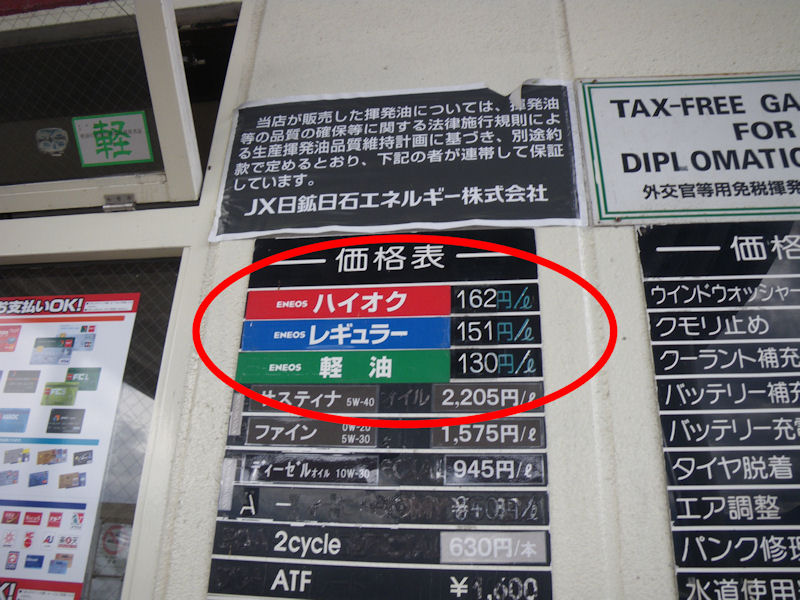 軽
お支払いOK!
当店が販売した揮発油については、揮発油
等の品質の確保等に関する法律施行規則によ
る生産揮発油品質維持計画に基づき、別途約
款で定めるとおり、下記の者が連帯して保証
しています。
JX日鉱日石エネルギー株式会社
TAX-FREE GA
FOR
DIPLOMATIC
外交官等用免税揮発
価格表
ENEOS ハイオク 162円/ℓ
ENEOS レギュラー 151円/ℓ
ENEOS 軽油 130円/ℓ
サスティナ 5W-40 オイル 2,205円/ℓ
ファイン 0W-20 5W-30 1,575円/ℓ
ディーゼルオイル 10W-30 945円/ℓ
2cycle 630円/本
ATF ¥1,600
価格
ウインドウォッシャー
クモリ止め
クーラント補充
バッテリー補充
バッテリー充電
タイヤ脱着
エア調整
パンク修理
水道使用